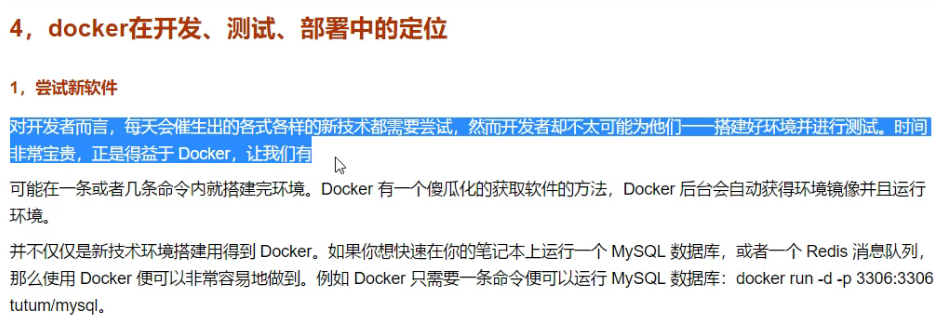 4，docker在开发、测试、部署中的定位
1，尝试新软件
对开发者而言，每天会催生出的各式各样的新技术都需要尝试，然而开发者却不太可能为他们一一搭建好环境并进行测试。时间
非常宝贵，正是得益于 Docker，让我们有
可能在一条或者几条命令内就搭建完环境。Docker 有一个傻瓜化的获取软件的方法，Docker 后台会自动获得环境镜像并且运行
环境。
并不仅仅是新技术环境搭建用得到 Docker。如果你想快速在你的笔记本上运行一个 MySQL 数据库，或者一个 Redis 消息队列，
那么使用 Docker 便可以非常容易地做到。例如 Docker 只需要一条命令便可以运行 MySQL 数据库：docker run -d -p 3306:3306
tutum/mysql。